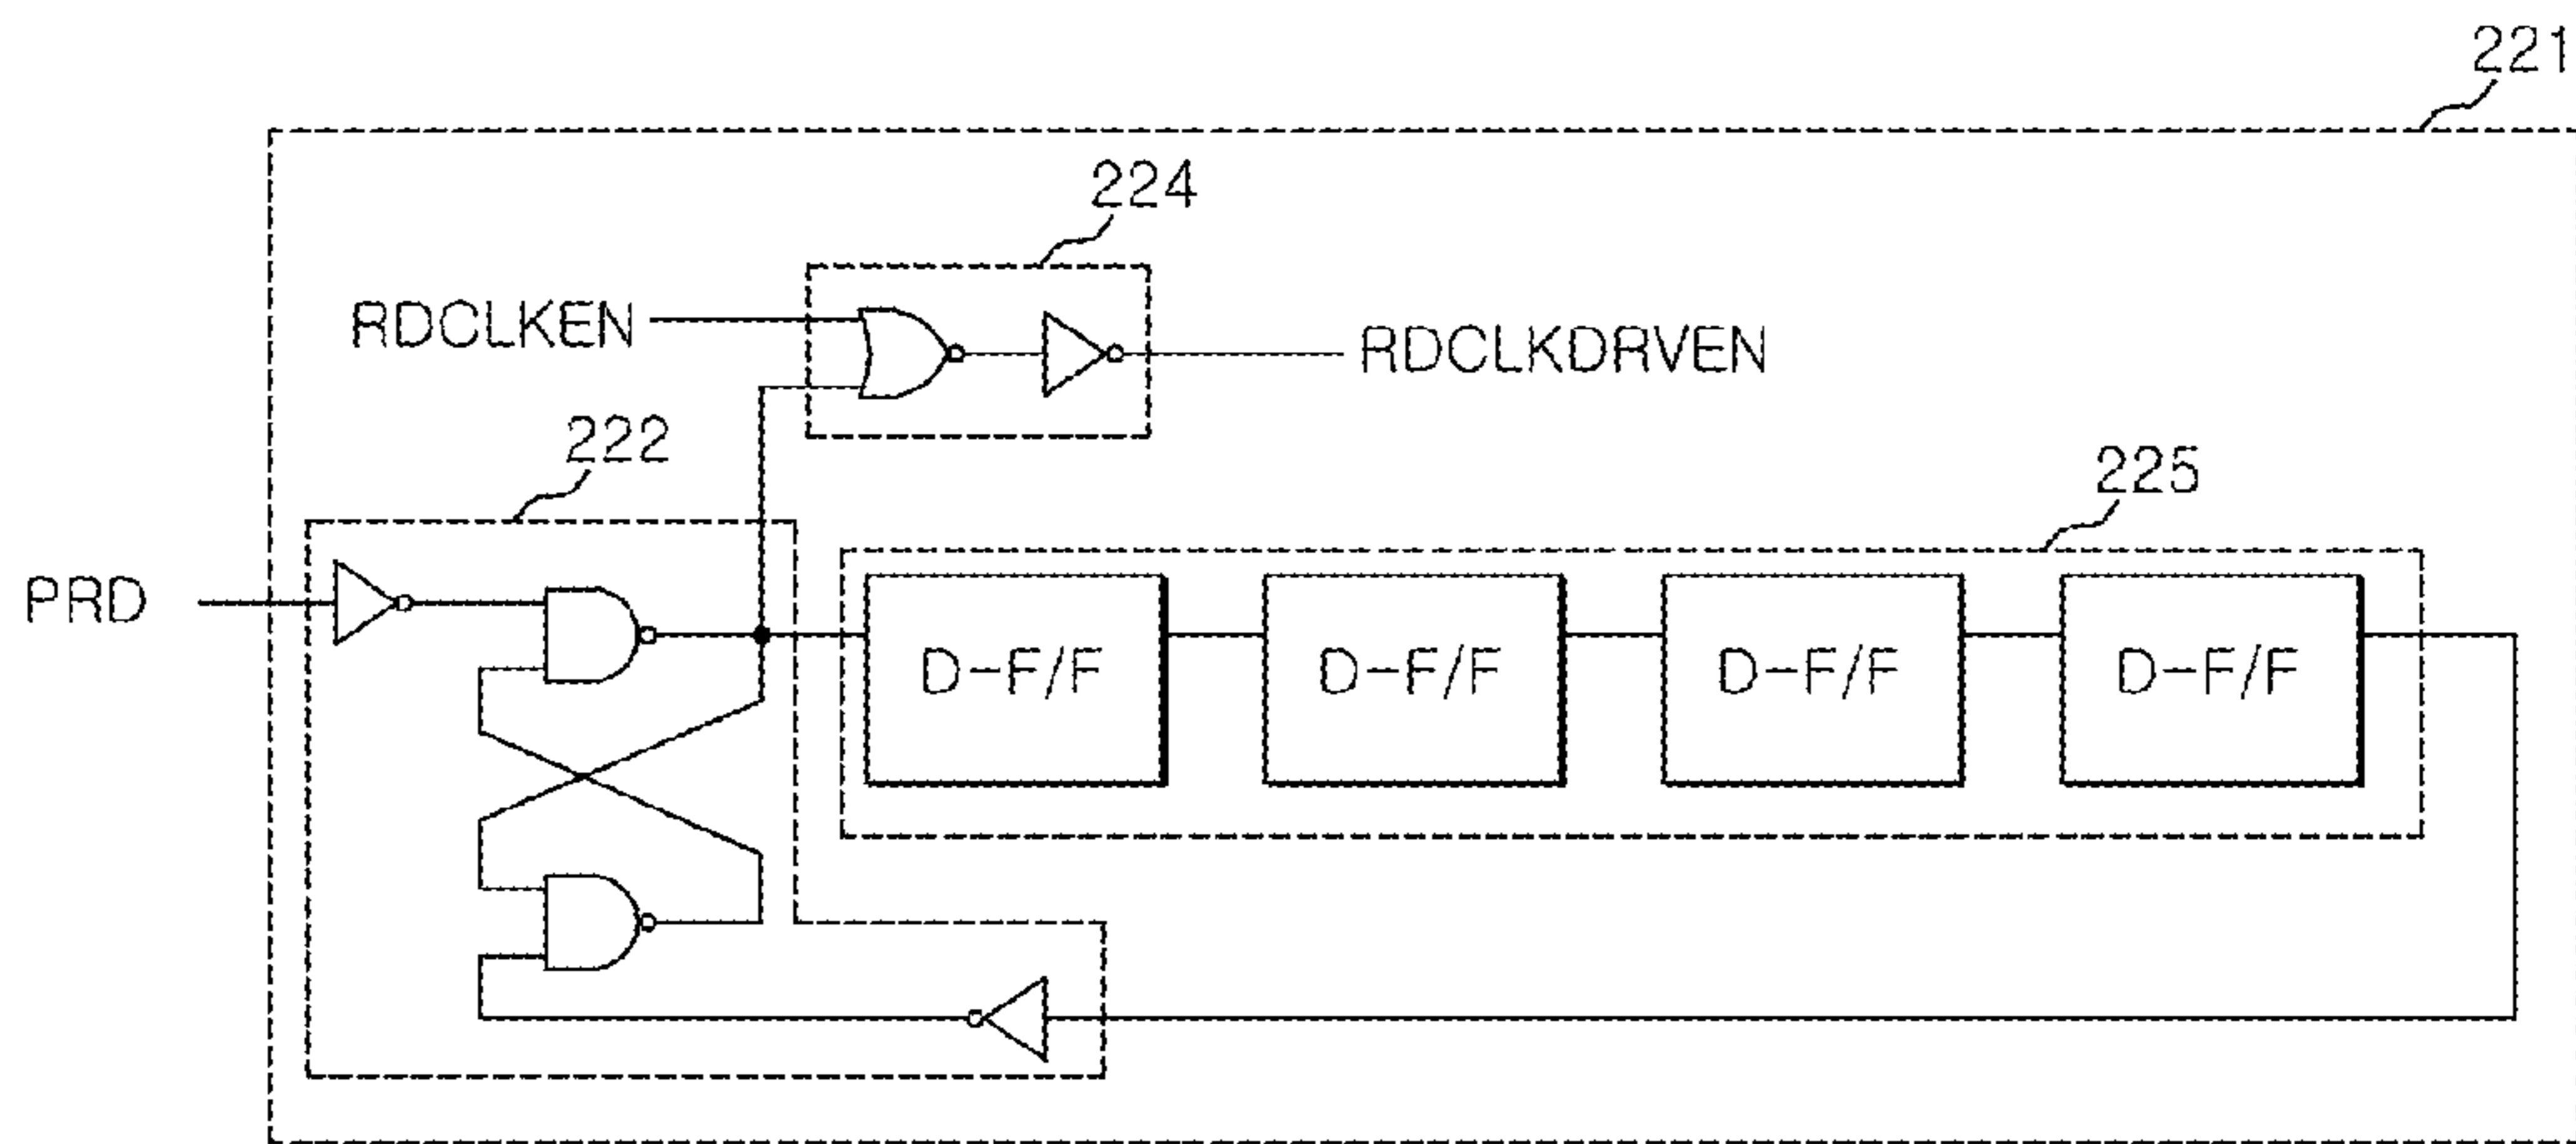 221
224
RDCLKEN
RDCLKDRVEN
222
225
PRD
D-F/F D-F/F D-F/F D-F/F